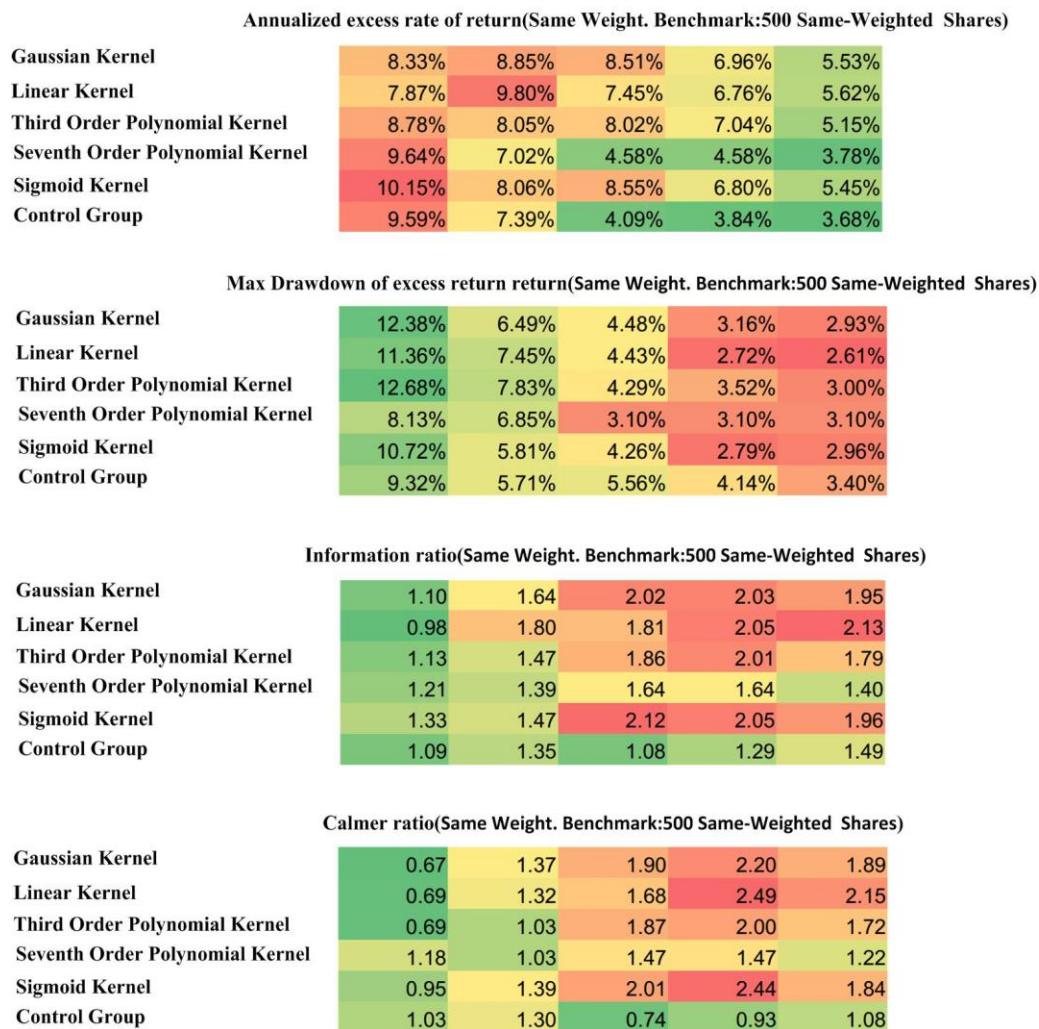 Annualized excess rate of return(Same Weight. Benchmark:500 Same-Weighted Shares)
Gaussian Kernel 8.33% 8.85% 8.51% 6.96% 5.53%
Linear Kernel 7.87% 9.80% 7.45% 6.76% 5.62%
Third Order Polynomial Kernel 8.78% 8.05% 8.02% 7.04% 5.15%
Seventh Order Polynomial Kernel 9.64% 7.02% 4.58% 4.58% 3.78%
Sigmoid Kernel 10.15% 8.06% 8.55% 6.80% 5.45%
Control Group 9.59% 7.39% 4.09% 3.84% 3.68%
Max Drawdown of excess return return(Same Weight. Benchmark:500 Same-Weighted Shares)
Gaussian Kernel 12.38% 6.49% 4.48% 3.16% 2.93%
Linear Kernel 11.36% 7.45% 4.43% 2.72% 2.61%
Third Order Polynomial Kernel 12.68% 7.83% 4.29% 3.52% 3.00%
Seventh Order Polynomial Kernel 8.13% 6.85% 3.10% 3.10% 3.10%
Sigmoid Kernel 10.72% 5.81% 4.26% 2.79% 2.96%
Control Group 9.32% 5.71% 5.56% 4.14% 3.40%
Information ratio(Same Weight. Benchmark:500 Same-Weighted Shares)
Gaussian Kernel 1.10 1.64 2.02 2.03 1.95
Linear Kernel 0.98 1.80 1.81 2.05 2.13
Third Order Polynomial Kernel 1.13 1.47 1.86 2.01 1.79
Seventh Order Polynomial Kernel 1.21 1.39 1.64 1.64 1.40
Sigmoid Kernel 1.33 1.47 2.12 2.05 1.96
Control Group 1.09 1.35 1.08 1.29 1.49
Calmer ratio(Same Weight. Benchmark:500 Same-Weighted Shares)
Gaussian Kernel 0.67 1.37 1.90 2.20 1.89
Linear Kernel 0.69 1.32 1.68 2.49 2.15
Third Order Polynomial Kernel 0.69 1.03 1.87 2.00 1.72
Seventh Order Polynomial Kernel 1.18 1.03 1.47 1.47 1.22
Sigmoid Kernel 0.95 1.39 2.01 2.44 1.84
Control Group 1.03 1.30 0.74 0.93 1.08